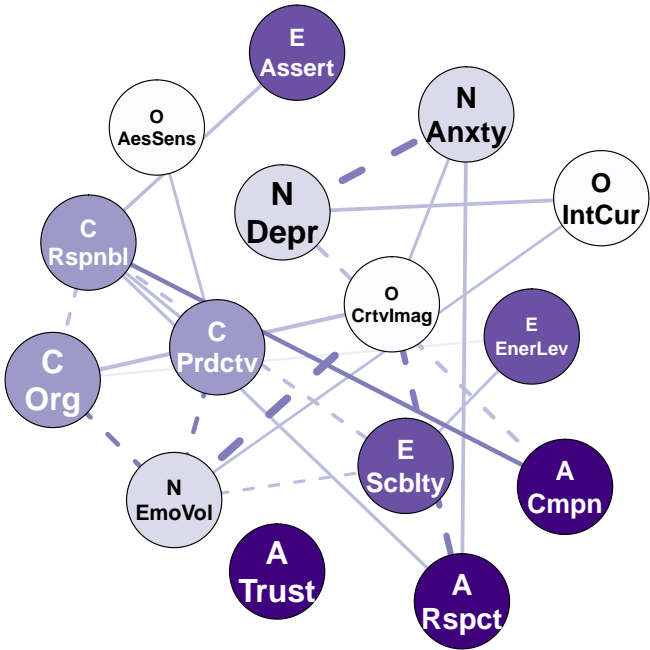 E
Assert
O
AesSens
N
Anxty
N
Depr
O
IntCur
C
Rspnbl
O
CrtvImag
C
Prdctv
E
EnerLev
C
Org
E
Scblty
A
Cmpn
N
EmoVol
A
Trust
A
Rspct